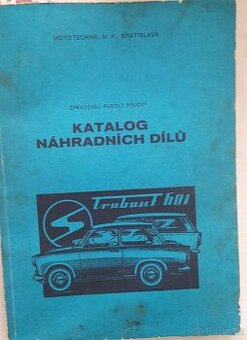 MOTOTECHNA, N. P., BRATISLAVA
ZPRACOVAL RUDOLF PRUDKÝ
KATALOG
NÁHRADNÍCH DÍLŮ
Trabant 601